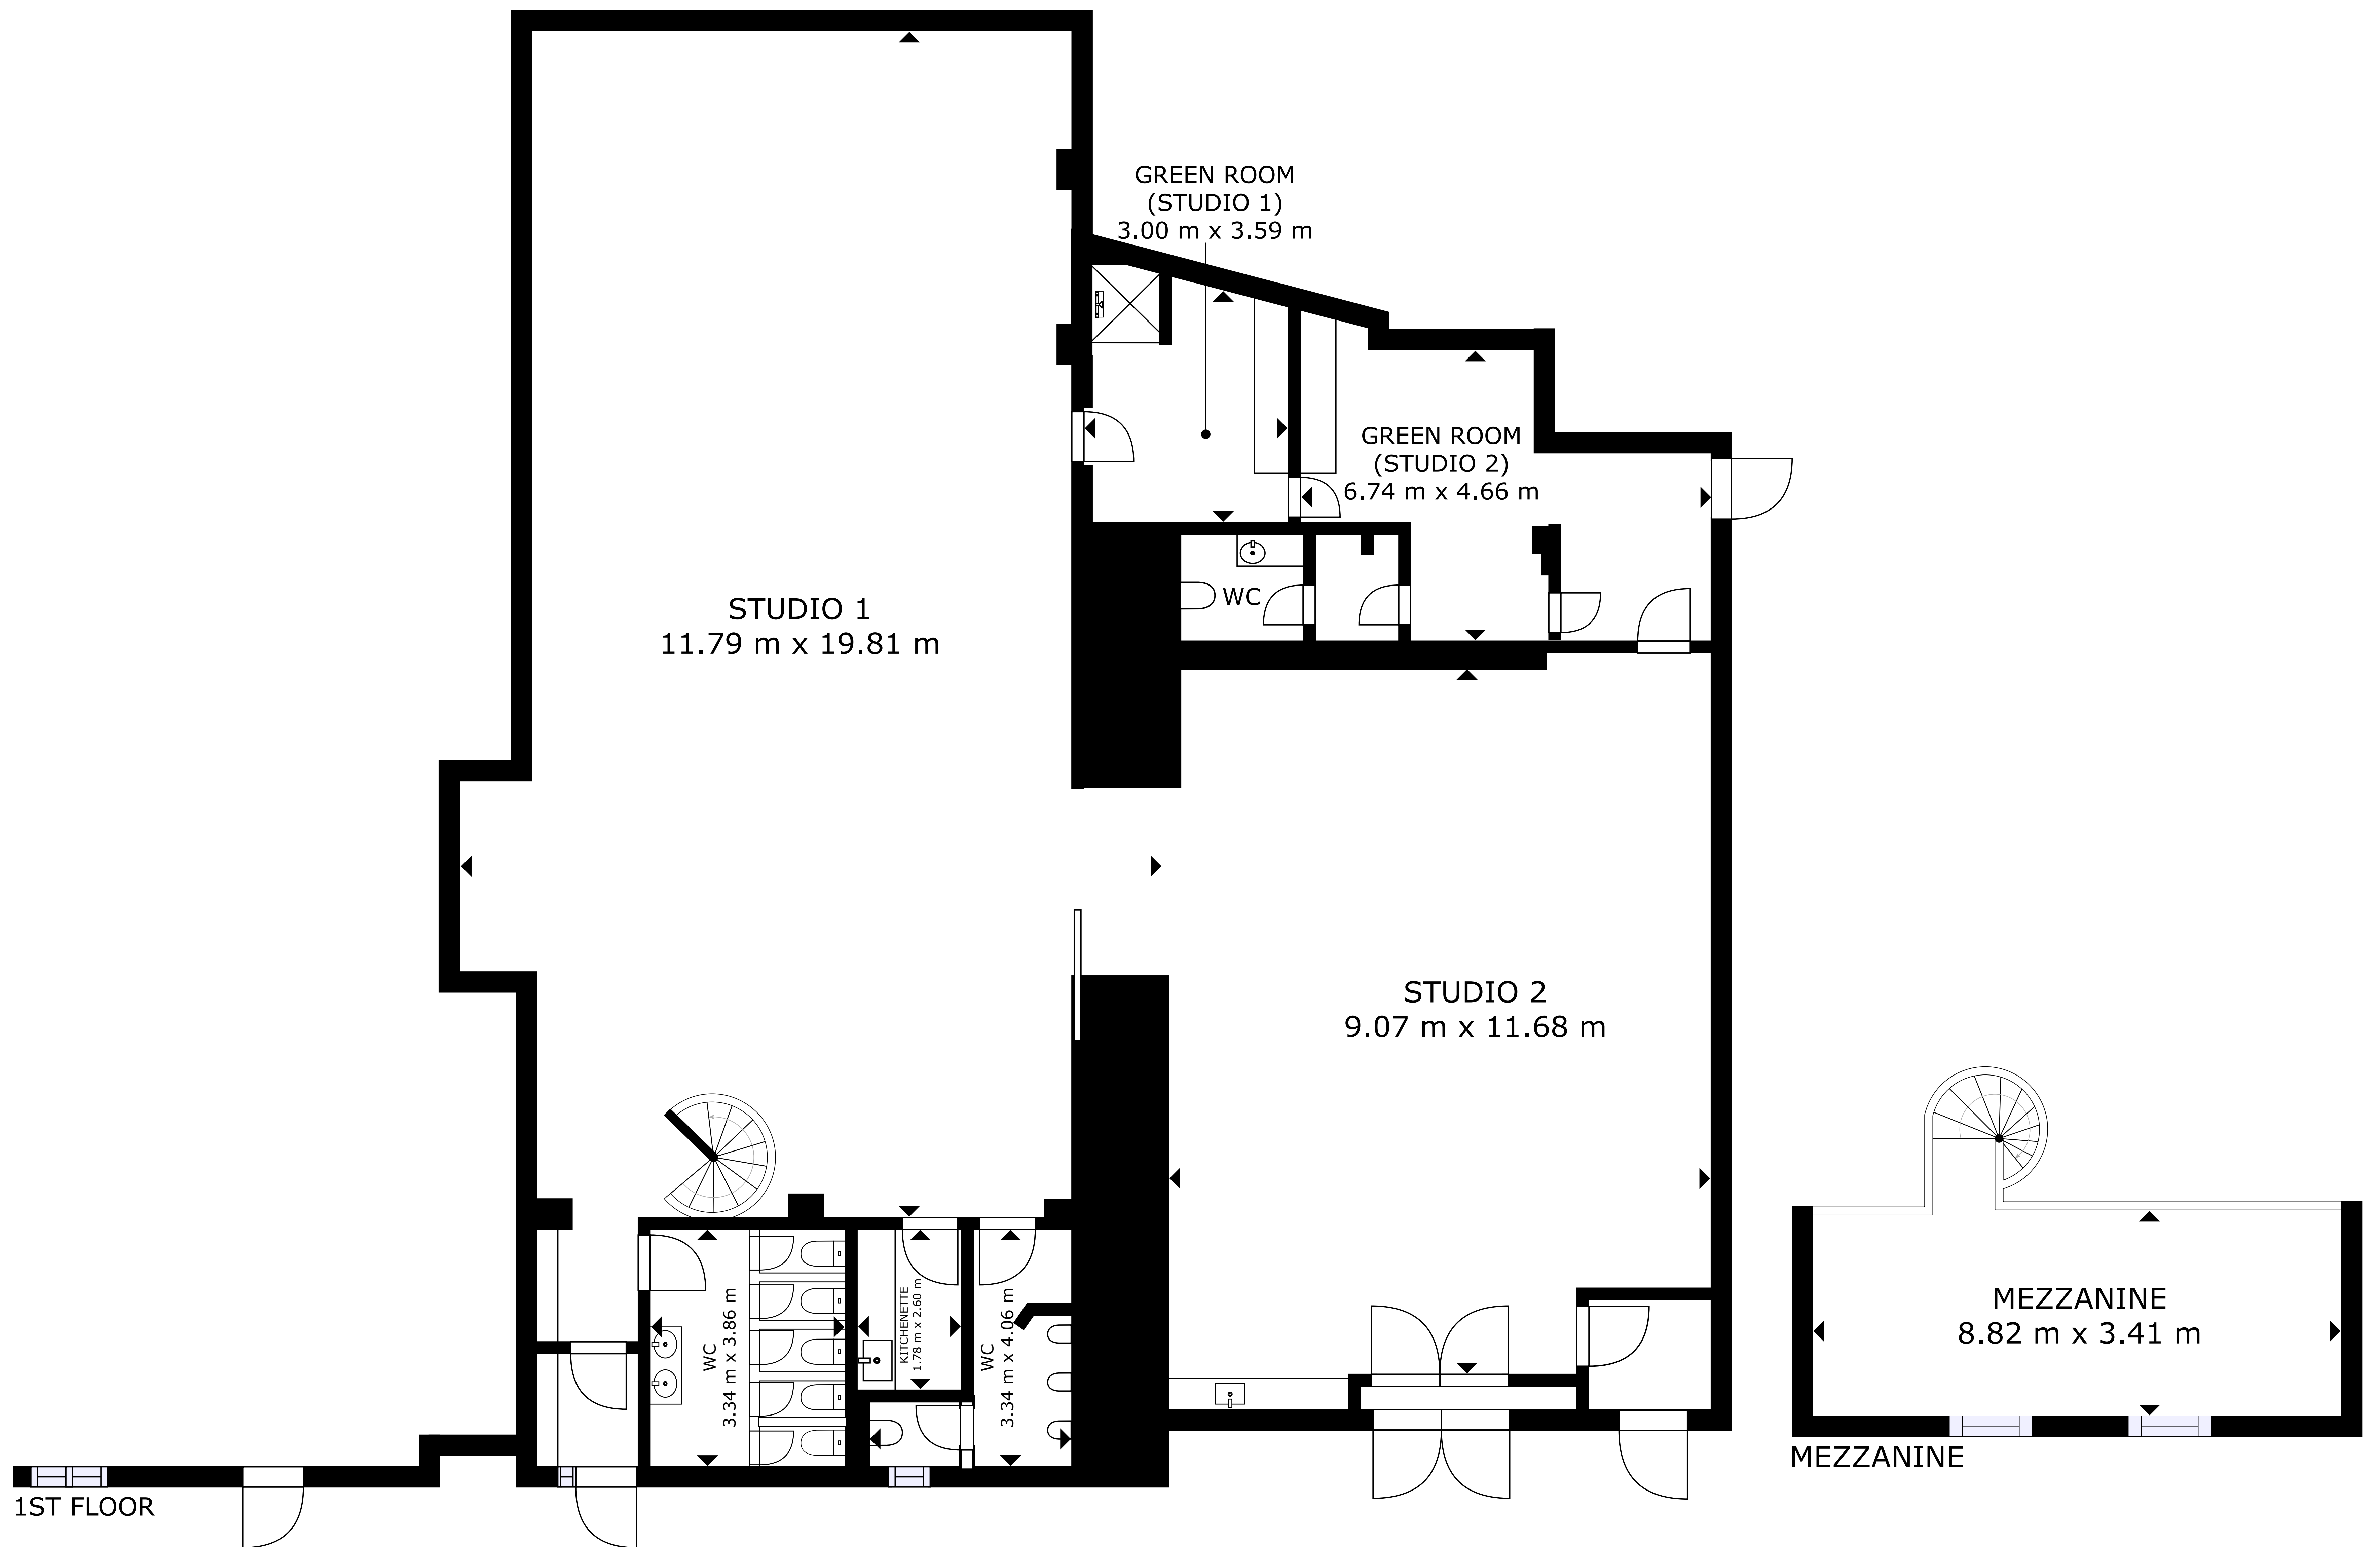 GREEN ROOM
(STUDIO 1)
3.00 m x 3.59 m
GREEN ROOM
(STUDIO 2)
6.74 m x 4.66 m
WC
STUDIO 1
11.79 m x 19.81 m
STUDIO 2
9.07 m x 11.68 m
WC
3.34 m x 3.86 m
KITCHENETTE
1.78 m x 2.60 m
WC
3.34 m x 4.06 m
MEZZANINE
8.82 m x 3.41 m
MEZZANINE
1ST FLOOR